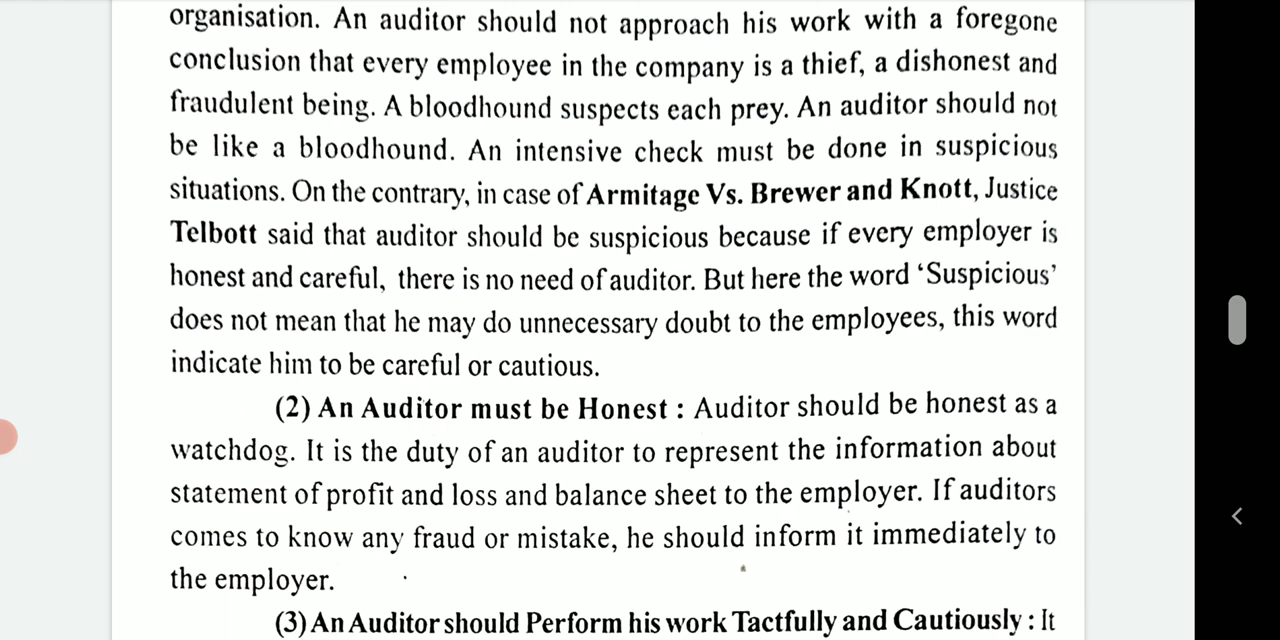 organisation. An auditor should not approach his work with a foregone
conclusion that every employee in the company is a thief, a dishonest and
fraudulent being. A bloodhound suspects each prey. An auditor should not
be like a bloodhound. An intensive check must be done in suspicious
situations. On the contrary, in case of Armitage Vs. Brewer and Knott, Justice
Telbott said that auditor should be suspicious because if every employer is
honest and careful, there is no need of auditor. But here the word ‘Suspicious’
does not mean that he may do unnecessary doubt to the employees, this word
indicate him to be careful or cautious.
(2) An Auditor must be Honest : Auditor should be honest as a
watchdog. It is the duty of an auditor to represent the information about
statement of profit and loss and balance sheet to the employer. If auditors
comes to know any fraud or mistake, he should inform it immediately to
the employer.
(3) An Auditor should Perform his work Tactfully and Cautiously : It